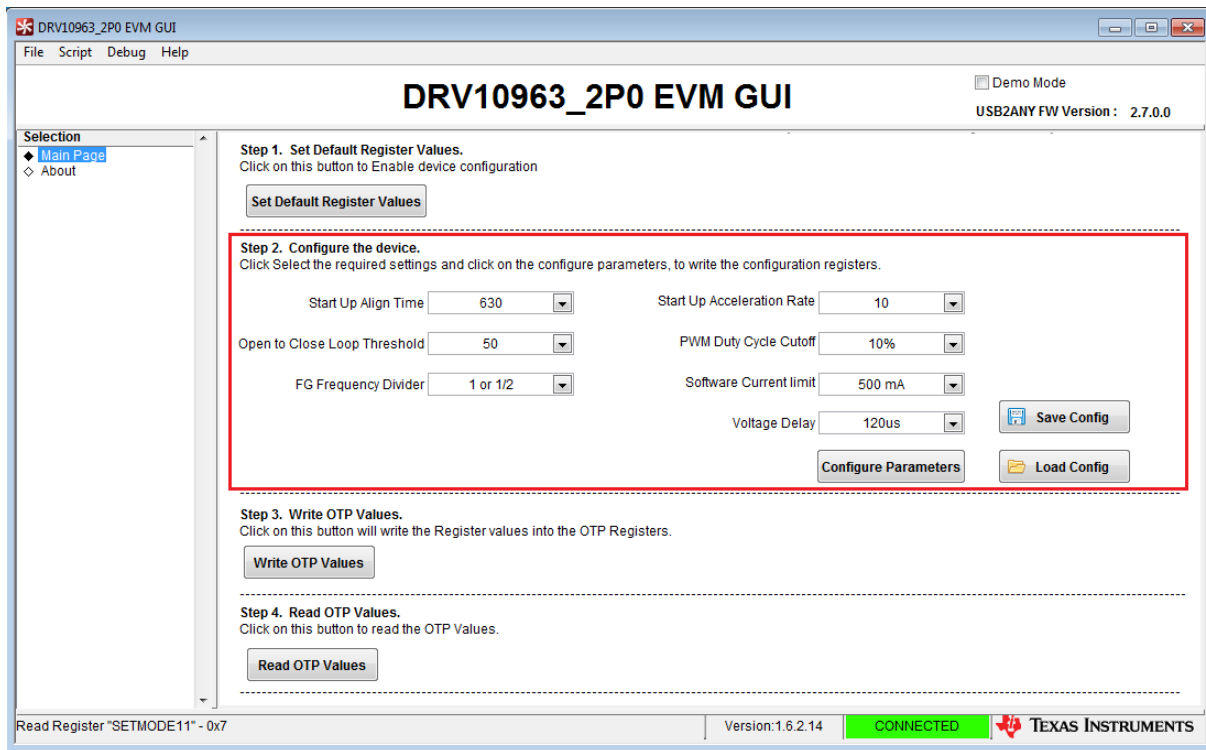 DRV10963_2P0 EVM GUI
File Script Debug Help
DRV10963_2P0 EVM GUI
Demo Mode
USB2ANY FW Version : 2.7.0.0
Selection
Main Page
About
Step 1. Set Default Register Values.
Click on this button to Enable device configuration
Set Default Register Values
Step 2. Configure the device.
Click Select the required settings and click on the configure parameters, to write the configuration registers.
Start Up Align Time 630 Start Up Acceleration Rate 10
Open to Close Loop Threshold 50 PWM Duty Cycle Cutoff 10%
FG Frequency Divider 1 or 1/2 Software Current limit 500 mA
Voltage Delay 120us Save Config
Configure Parameters Load Config
Step 3. Write OTP Values.
Click on this button will write the Register values into the OTP Registers.
Write OTP Values
Step 4. Read OTP Values.
Click on this button to read the OTP Values.
Read OTP Values
Read Register "SETMODE11" - 0x7 Version:1.6.2.14 CONNECTED TEXAS INSTRUMENTS